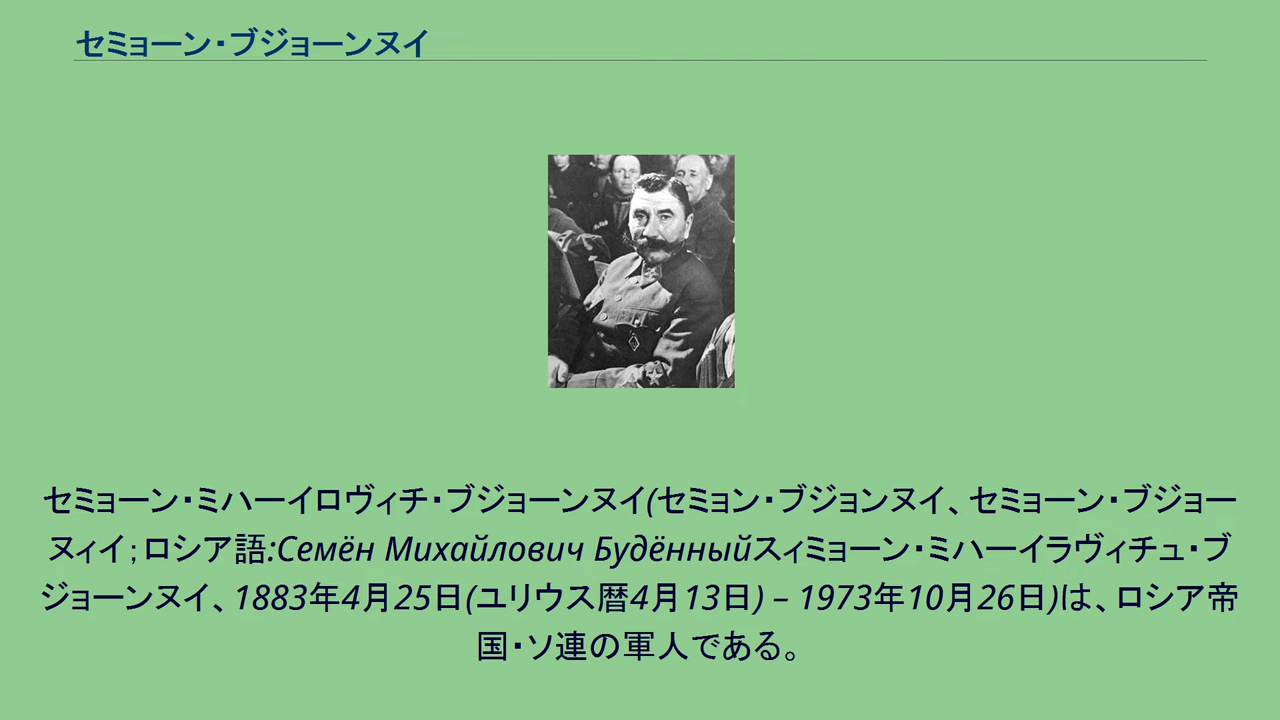 セミョーン・ブジョーンヌイ
セミョーン・ミハーイロヴィチ・ブジョーンヌイ(セミョン・ブジョンヌイ、セミョーン・ブジョー
ヌィイ;ロシア語:Семён Михайлович Будённыйスィミョーン・ミハーイラヴィチュ・ブ
ジョーンヌイ、1883年4月25日(ユリウス暦4月13日) – 1973年10月26日)は、ロシア帝
国・ソ連の軍人である。